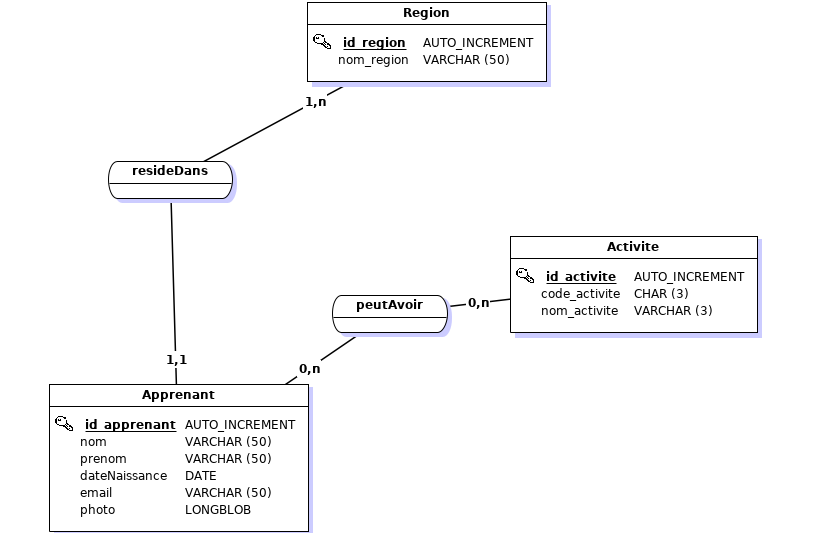 Region
id_region AUTO_INCREMENT
nom_region VARCHAR (50)
1,n
resideDans
Activite
id_activite AUTO_INCREMENT
code_activite CHAR (3)
nom_activite VARCHAR (3)
peutAvoir
0,n
0,n
1,1
Apprenant
id_apprenant AUTO_INCREMENT
nom VARCHAR (50)
prenom VARCHAR (50)
dateNaissance DATE
email VARCHAR (50)
photo LONGBLOB